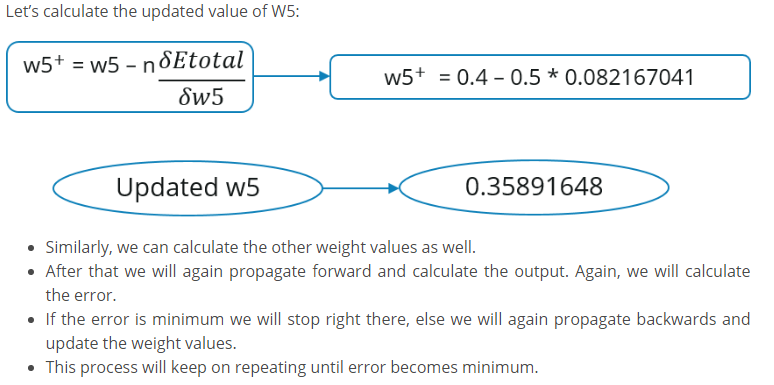 Let's calculate the updated value of W5:
w5+ = w5 – n δEtotal
δw5
w5+ = 0.4 – 0.5 * 0.082167041
Updated w5
0.35891648
• Similarly, we can calculate the other weight values as well.
• After that we will again propagate forward and calculate the output. Again, we will calculate
the error.
• If the error is minimum we will stop right there, else we will again propagate backwards and
update the weight values.
• This process will keep on repeating until error becomes minimum.